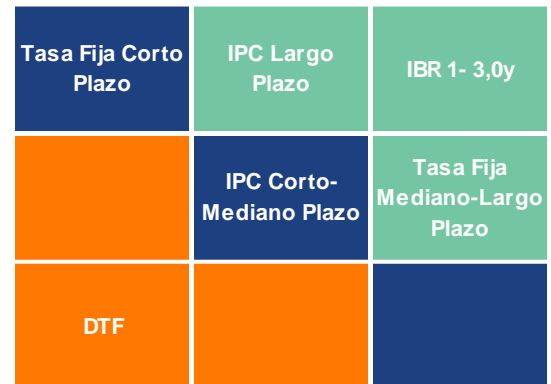 Tasa Fija Corto
Plazo
IPC Largo
Plazo
IBR 1- 3,0y
IPC Corto-
Mediano Plazo
Tasa Fija
Mediano-Largo
Plazo
DTF